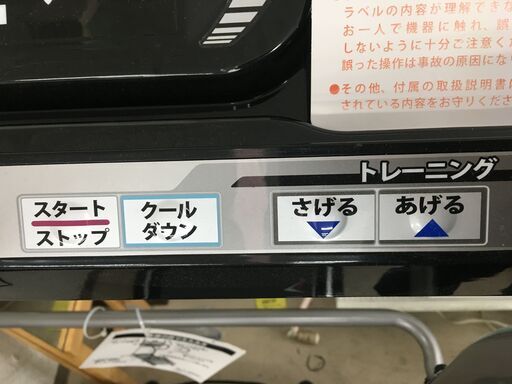 ラベルの内容が理解できな
お一人で機器に触れ、誤
しないように十分ご注意くだ
誤った操作は事故の原因にな
●その他、付属の取扱説明書に
されている内容をお守りくださ
トレーニング
スタート
ストップ
クール
ダウン
さげる
あげる